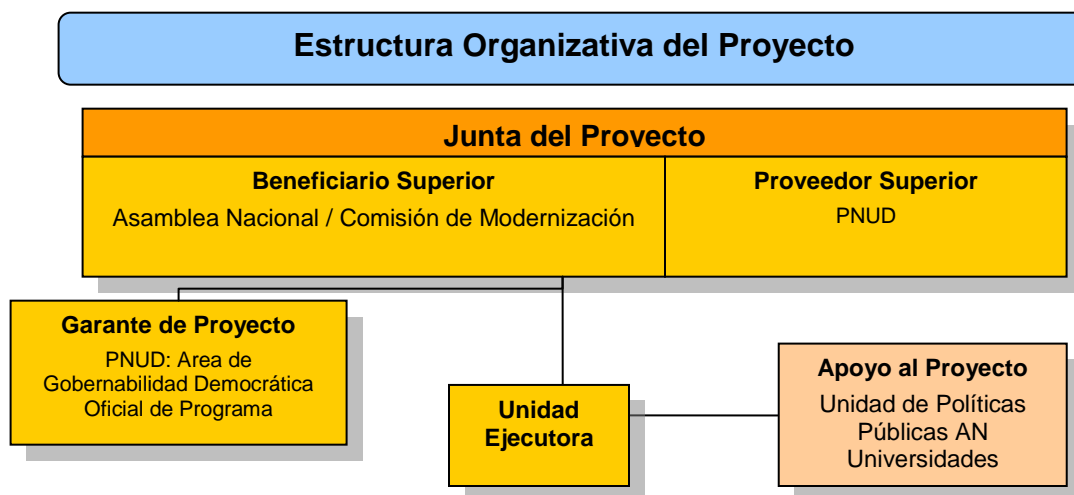 Estructura Organizativa del Proyecto
Junta del Proyecto
Beneficiario Superior
Asamblea Nacional / Comisión de Modernización
Proveedor Superior
PNUD
Garante de Proyecto
PNUD: Area de
Gobernabilidad Democrática
Oficial de Programa
Unidad
Ejecutora
Apoyo al Proyecto
Unidad de Políticas
Públicas AN
Universidades